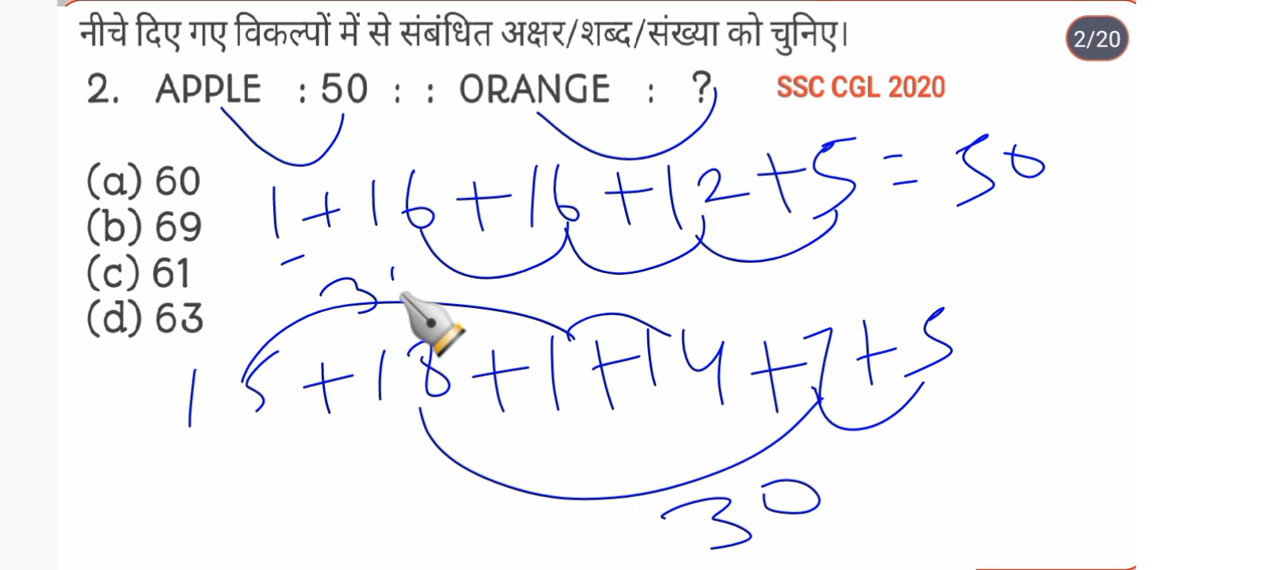 नीचे दिए गए विकल्पों में से संबंधित अक्षर/शब्द/संख्या को चुनिए।
2/20
2. APPLE : 50 : : ORANGE : ? SSC CGL 2020
(a) 60
(b) 69
(c) 61
(d) 63
1+16+16+12+5=50
3
15+18+1+14+7+5
30